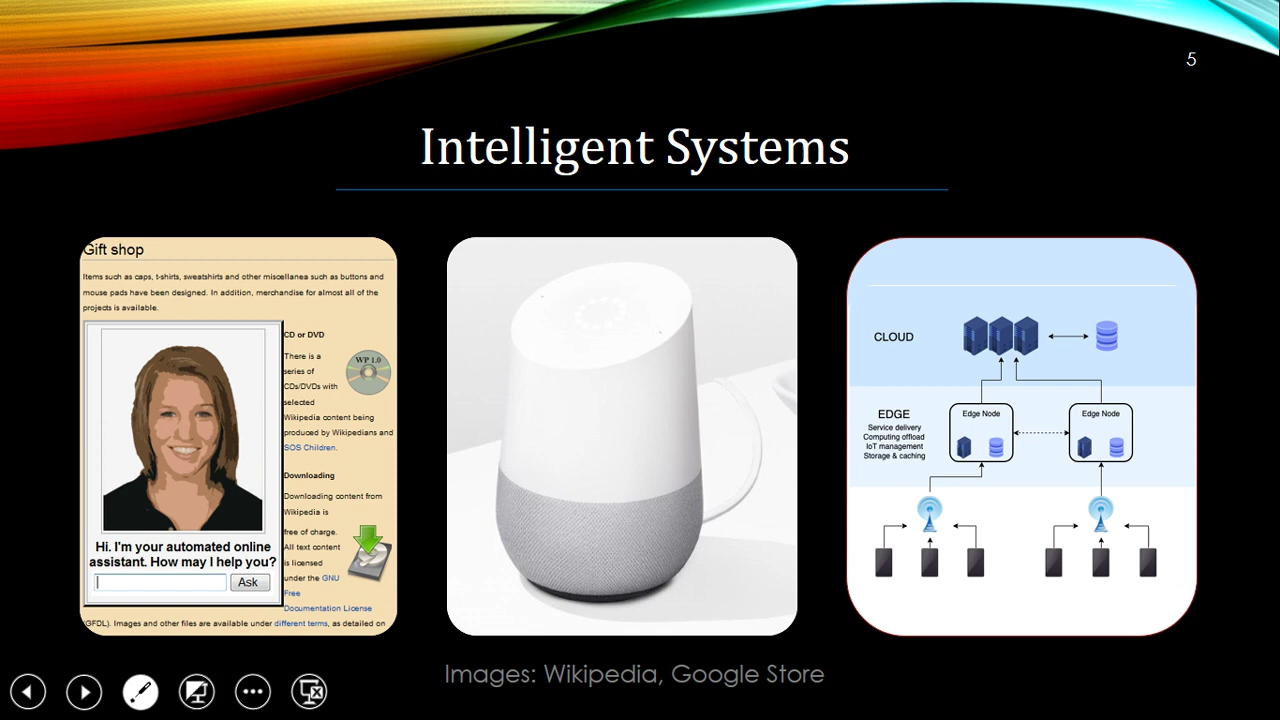 5
Intelligent Systems
Gift shop
Items such as caps, t-shirts, sweatshirts and other miscellanea such as buttons and
mouse pads have been designed. In addition, merchandise for almost all of the
projects is available.
Hi. I'm your automated online
assistant. How may I help you?
Ask
CD or DVD
There is a
series of
CDs/DVDs with
selected
Wikipedia content being
produced by Wikipedians and
SOS Children.
WP 1.0
Downloading
Downloading content from
Wikipedia is
free of charge.
All text content
is licensed
under the GNU
Free
Documentation License
(GFDL). Images and other files are available under different terms, as detailed on
CLOUD
EDGE
Service delivery
Computing offload
IoT management
Storage & caching
Edge Node
Edge Node
Images: Wikipedia, Google Store